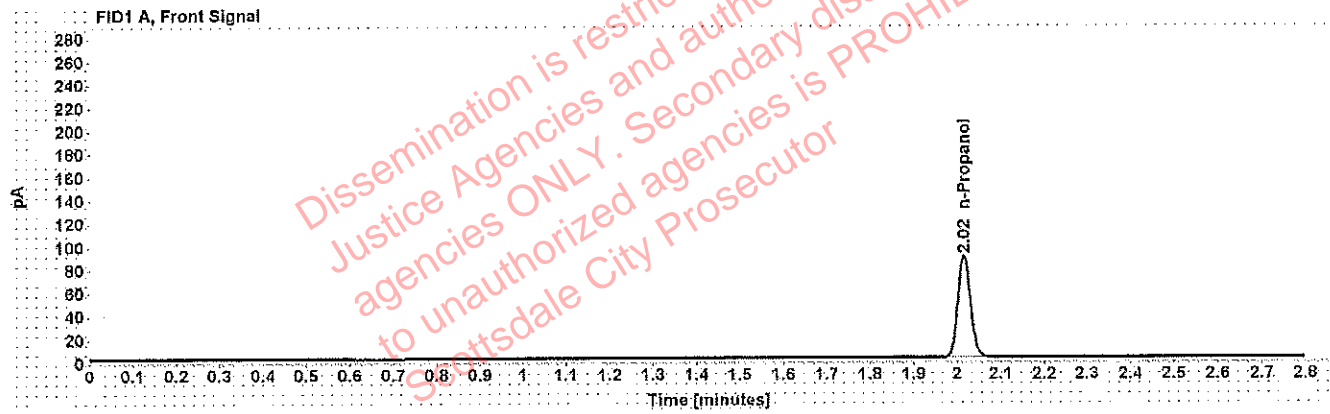 FID1 A, Front Signal
280
260
240
220
200
180
160
140
120
100
80
60
40
20
0
pA
2.02 n-Propanol
0 0.1 0.2 0.3 0.4 0.5 0.6 0.7 0.8 0.9 1 1.1 1.2 1.3 1.4 1.5 1.6 1.7 1.8 1.9 2 2.1 2.2 2.3 2.4 2.5 2.6 2.7 2.8
Time [minutes]
Dissemination is
Justice Agencies and
agencies ONLY. Secondary
to unauthorized agencies is
Scottsdale City Prosecutor